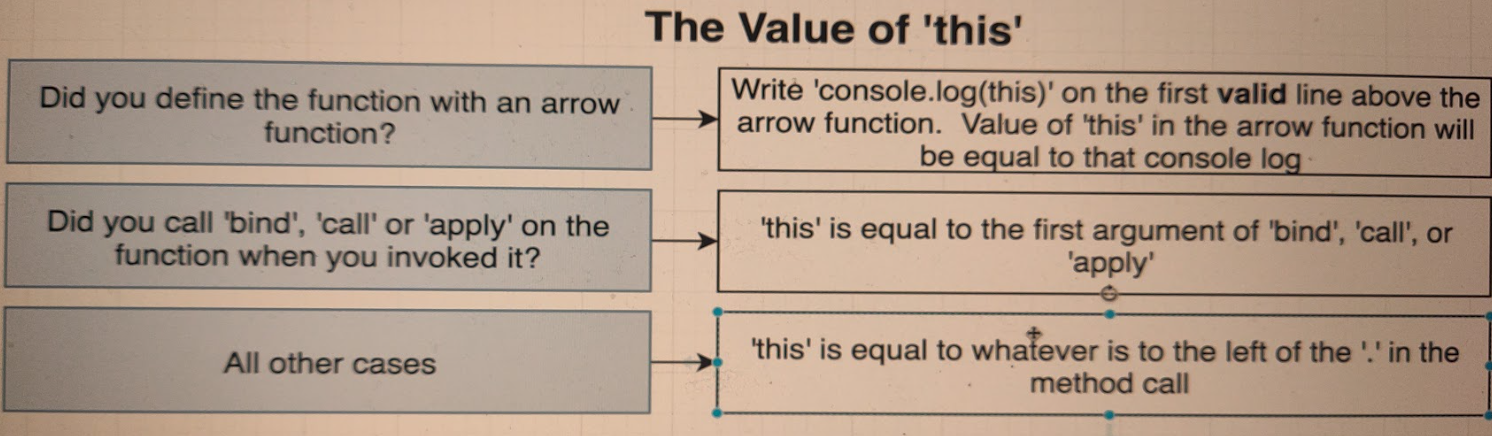 The Value of 'this'
Did you define the function with an arrow
function?
Write 'console.log(this)' on the first valid line above the
arrow function.  Value of 'this' in the arrow function will
be equal to that console log
Did you call 'bind', 'call' or 'apply' on the
function when you invoked it?
'this' is equal to the first argument of 'bind', 'call', or
'apply'
All other cases
'this' is equal to whatever is to the left of the '.' in the
method call